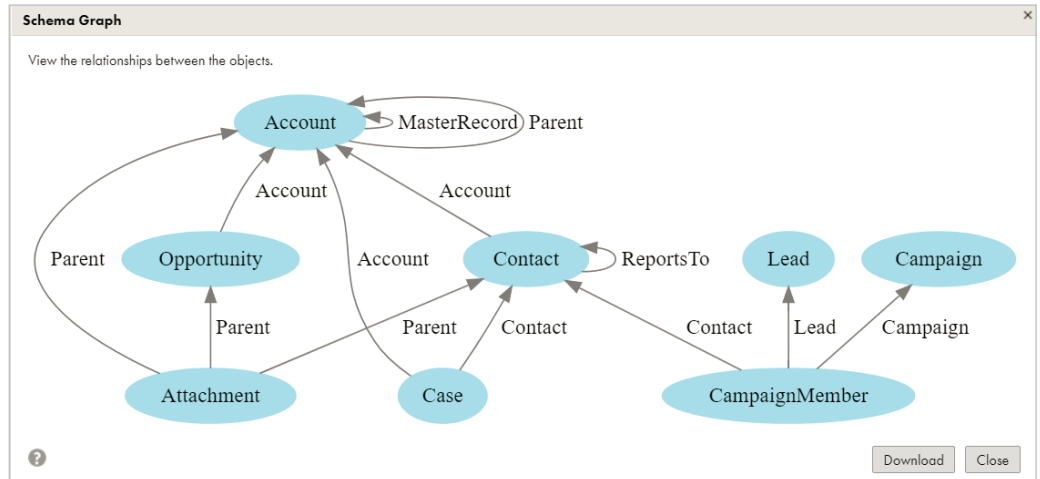 Schema Graph
×
View the relationships between the objects.
Account
MasterRecord
Parent
Account
Account
Parent
Opportunity
Account
Contact
ReportsTo
Lead
Campaign
Parent
Parent
Contact
Contact
Lead
Campaign
Attachment
Case
CampaignMember
?
Download
Close